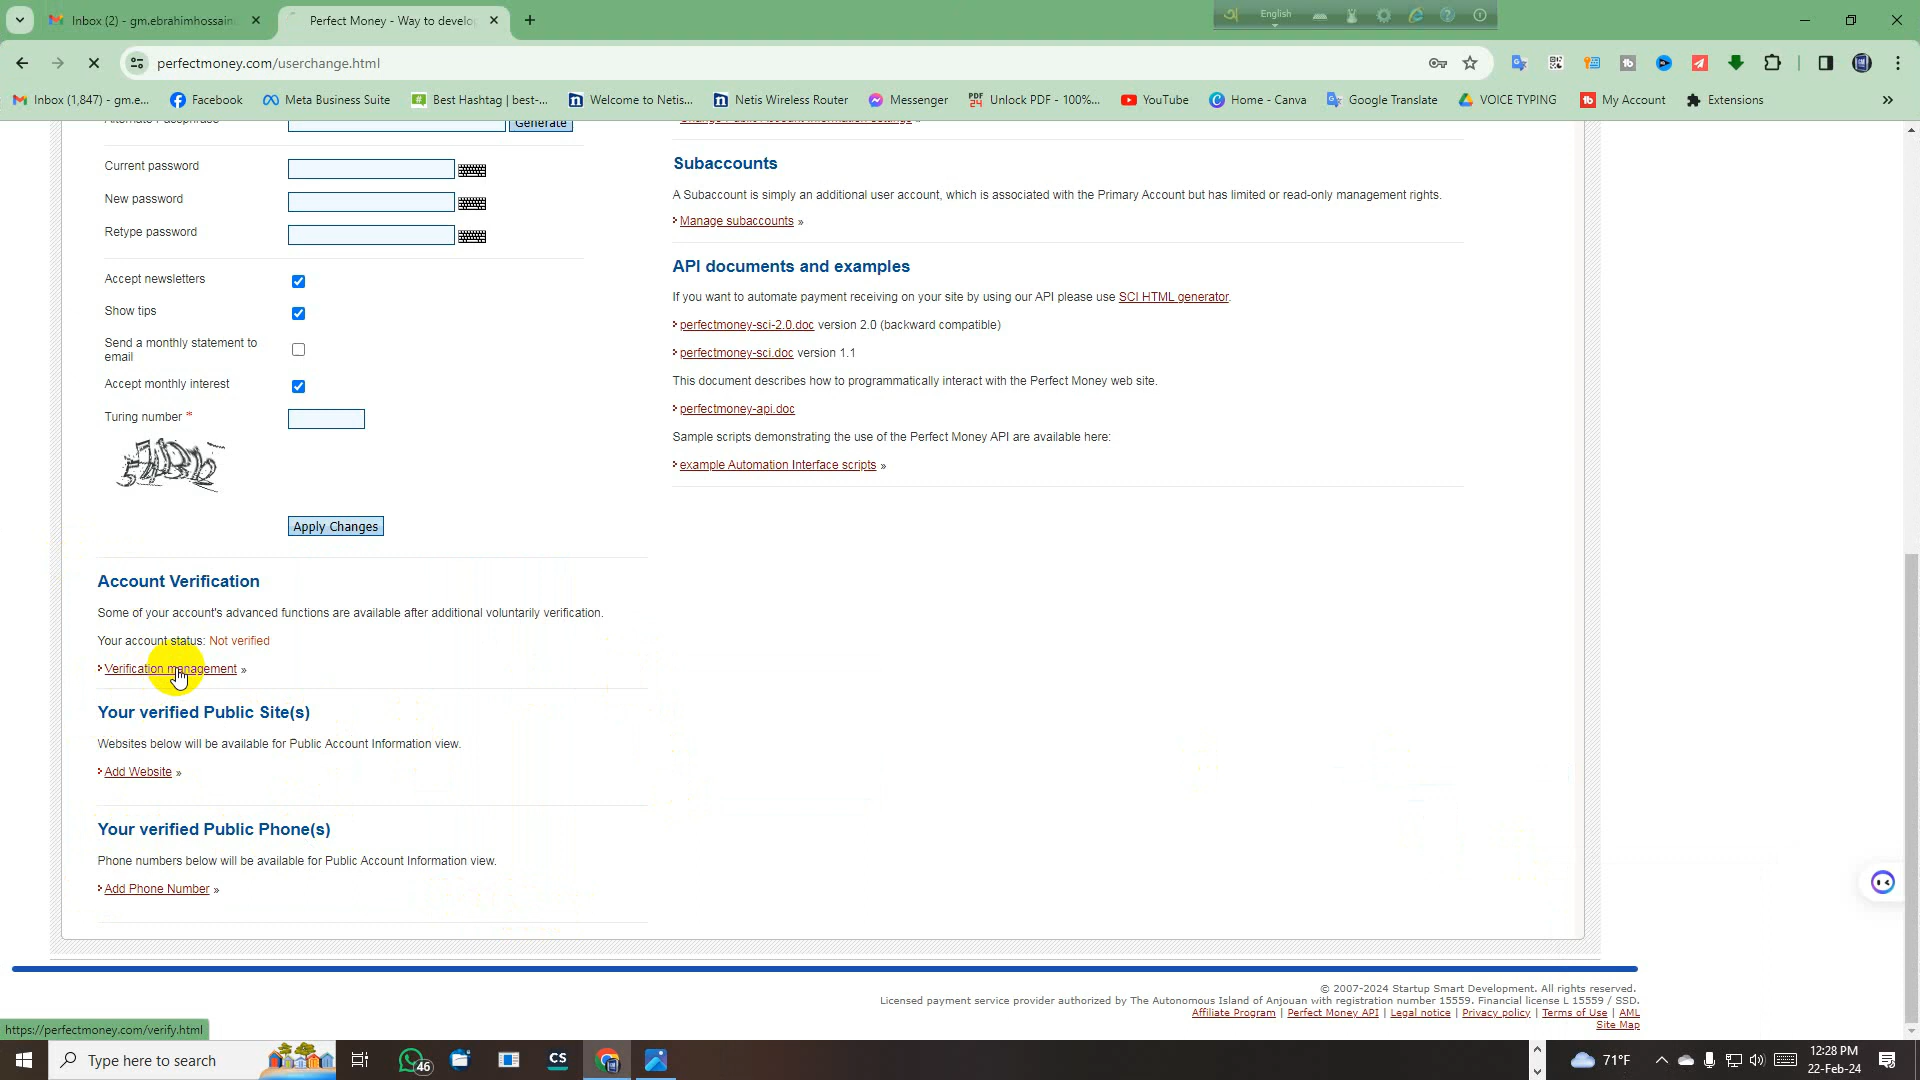 Inbox (2) - gm.ebrahimhossain
Perfect Money - Way to develo
English
perfectmoney.com/userchange.html
Inbox (1,847) - gm.e...
Facebook
Meta Business Suite
Best Hashtag | best-...
Welcome to Netis...
Netis Wireless Router
Messenger
Unlock PDF - 100%...
YouTube
Home - Canva
Google Translate
VOICE TYPING
My Account
Extensions
»
Generate
Current password
New password
Retype password
Accept newsletters
Show tips
Send a monthly statement to
email
Accept monthly interest
Turing number *
Apply Changes
Account Verification
Some of your account's advanced functions are available after additional voluntarily verification.
Your account status: Not verified
Verification management »
Your verified Public Site(s)
Websites below will be available for Public Account Information view.
Add Website »
Your verified Public Phone(s)
Phone numbers below will be available for Public Account Information view.
Add Phone Number »
Subaccounts
A Subaccount is simply an additional user account, which is associated with the Primary Account but has limited or read-only management rights.
Manage subaccounts »
API documents and examples
If you want to automate payment receiving on your site by using our API please use SCI HTML generator.
perfectmoney-sci-2.0.doc version 2.0 (backward compatible)
perfectmoney-sci.doc version 1.1
This document describes how to programmatically interact with the Perfect Money web site.
perfectmoney-api.doc
Sample scripts demonstrating the use of the Perfect Money API are available here:
example Automation Interface scripts »
© 2007-2024 Startup Smart Development. All rights reserved.
Licensed payment service provider authorized by The Autonomous Island of Anjouan with registration number 15559. Financial license L 15559 / SSD.
Affiliate Program | Perfect Money API | Legal notice | Privacy policy | Terms of Use | AML
Site Map
https://perfectmoney.com/verify.html
Type here to search
46
CS
71°F
12:28 PM
22-Feb-24